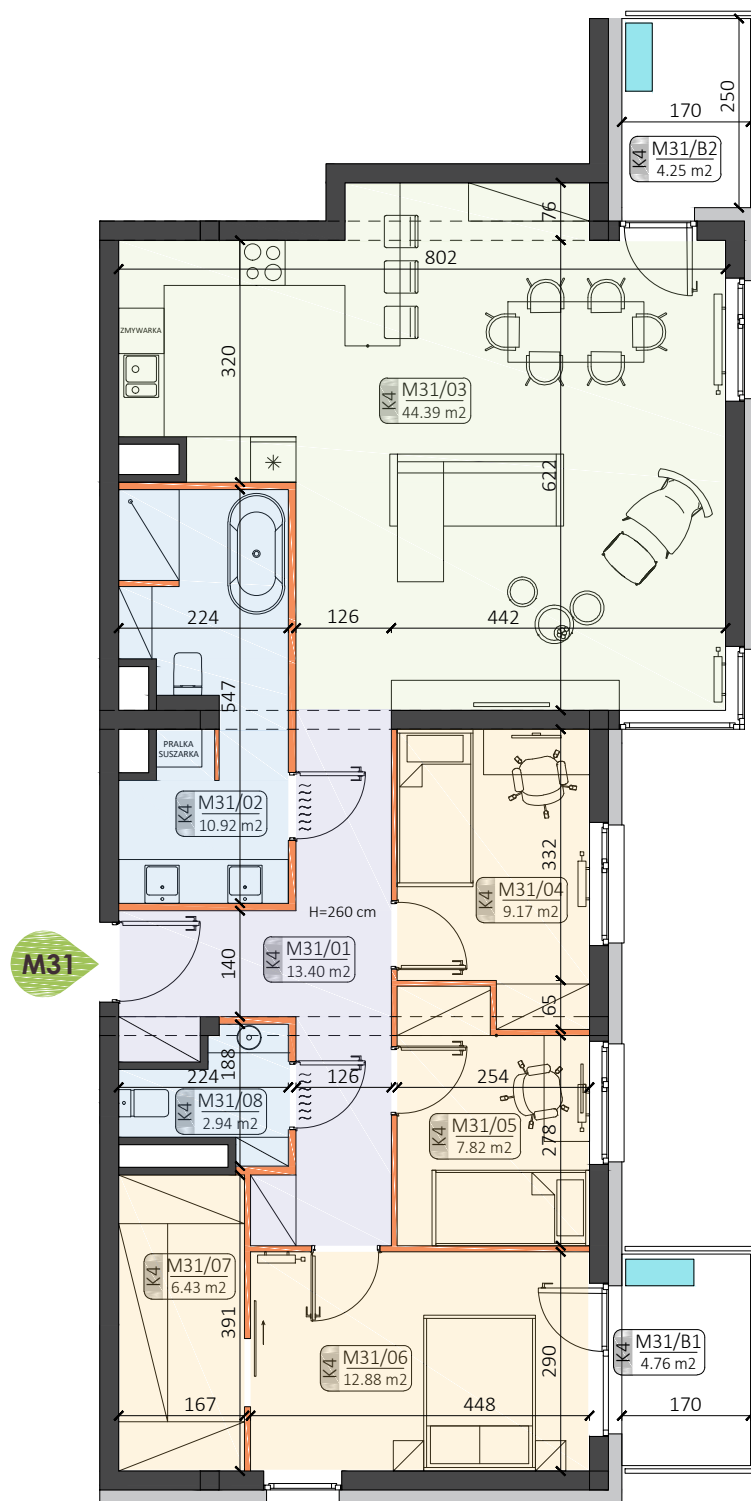 250
170
K4 M31/B2
4.25 m2
76
802
ZMYWARKA
320
K4 M31/03
44.39 m2
622
224
126
442
547
PRALKA
SUSZARKA
K4 M31/02
10.92 m2
332
K4 M31/04
9.17 m2
H=260 cm
M31
140
K4 M31/01
13.40 m2
65
188
224
126
254
K4 M31/08
2.94 m2
K4 M31/05
7.82 m2
278
K4 M31/07
6.43 m2
391
K4 M31/06
12.88 m2
290
K4 M31/B1
4.76 m2
167
448
170